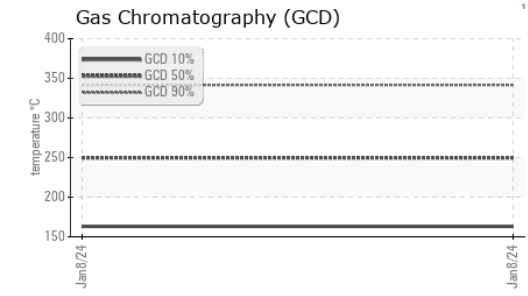 Gas Chromatography (GCD)
400
350
300
250
200
150
temperature °C
GCD 10%
GCD 50%
GCD 90%
Jan8/24
Jan8/24